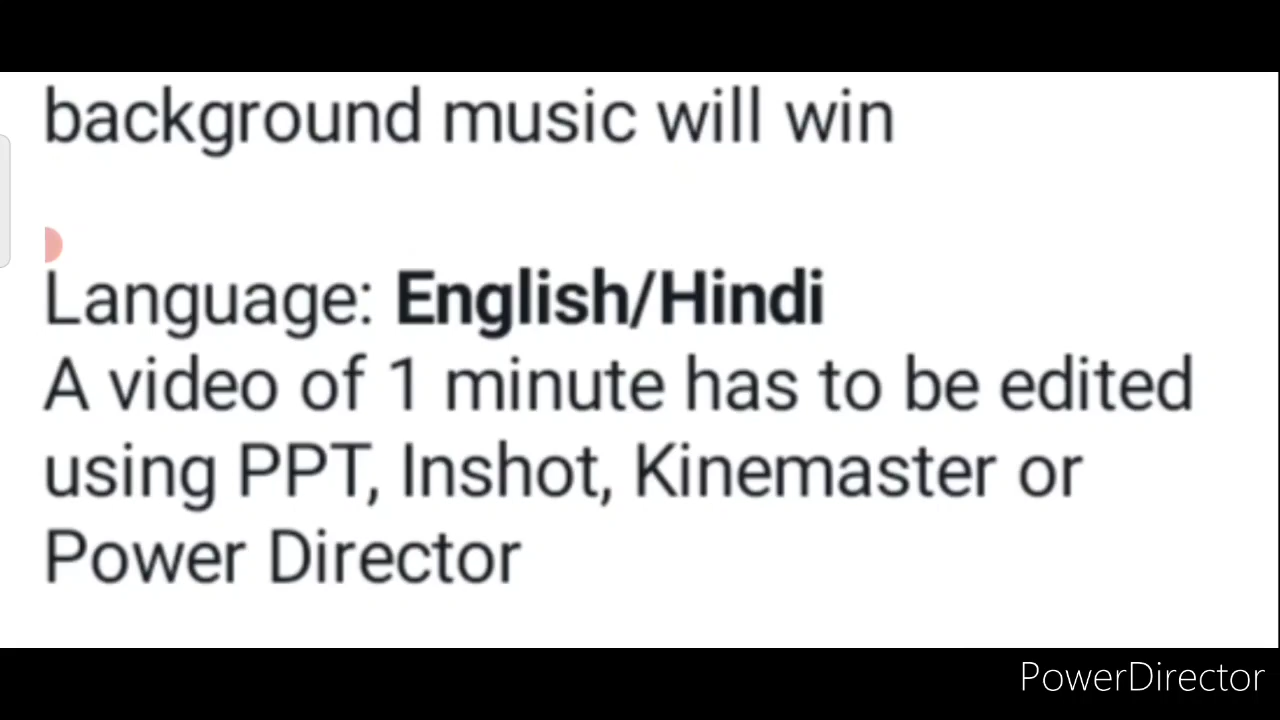 background music will win
Language: English/Hindi
A video of 1 minute has to be edited
using PPT, Inshot, Kinemaster or
Power Director
PowerDirector